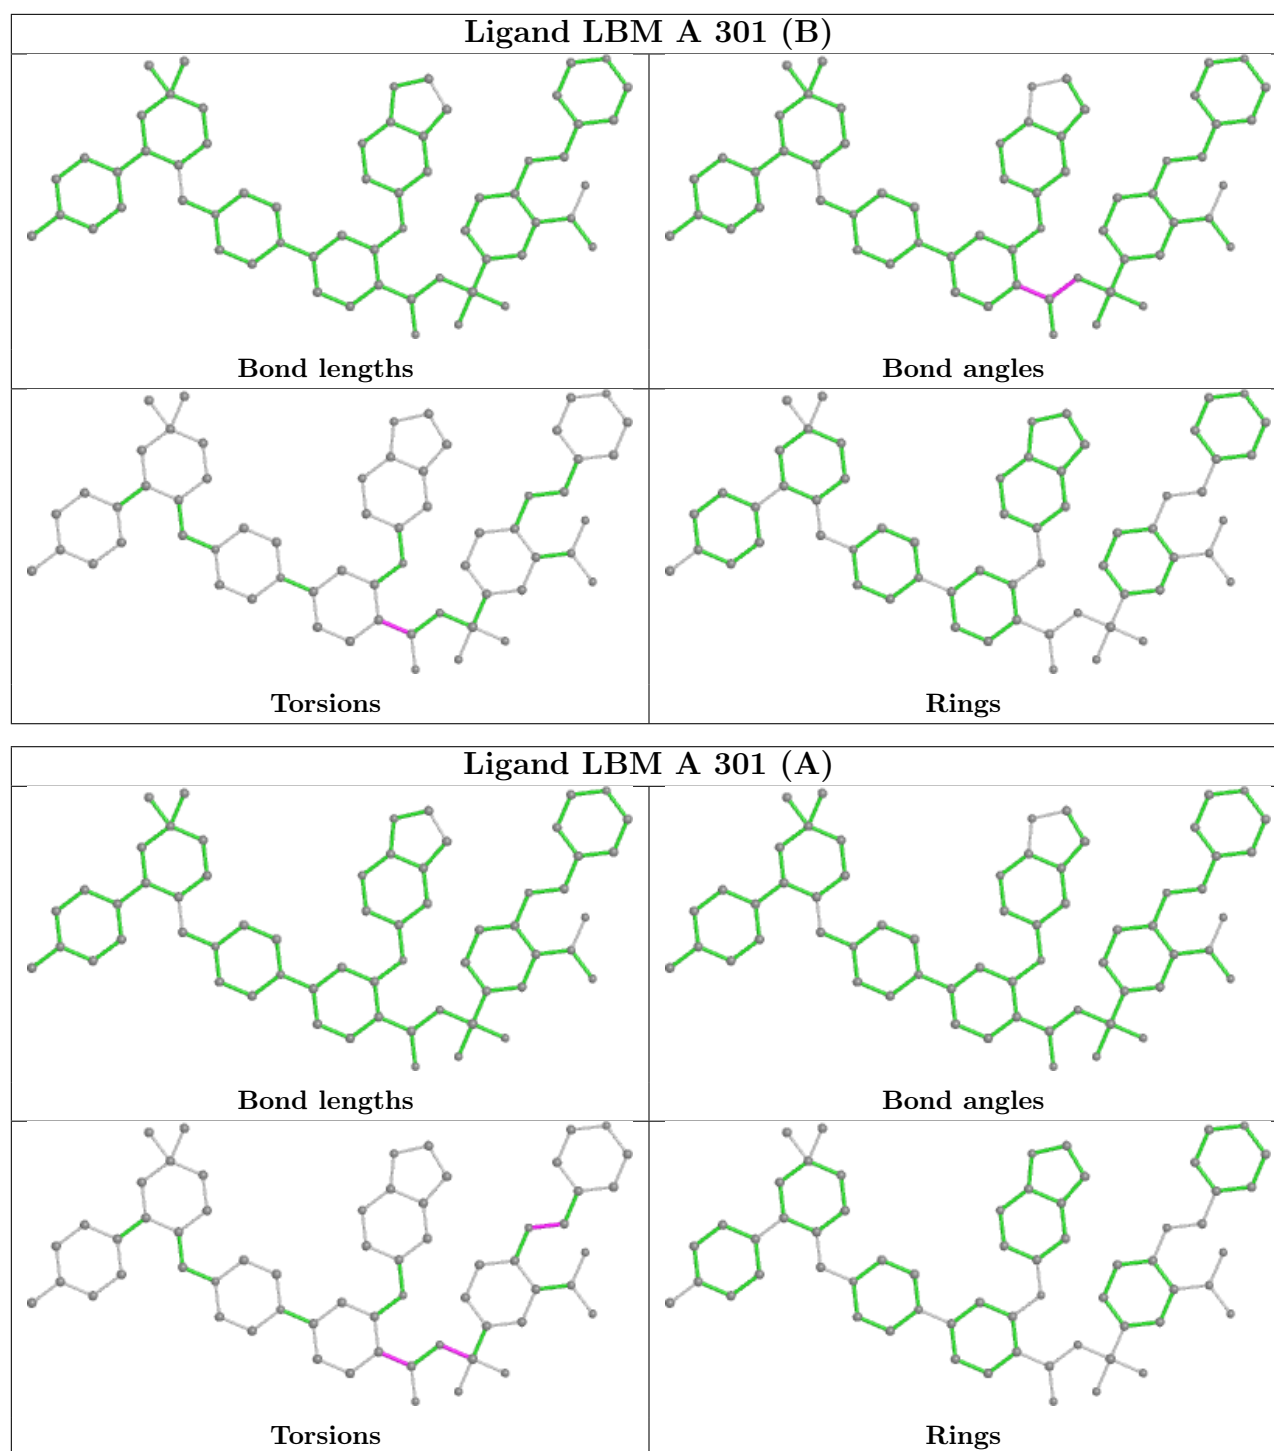 Ligand LBM A 301 (B)
Bond lengths
Bond angles
Torsions
Rings
Ligand LBM A 301 (A)
Bond lengths
Bond angles
Torsions
Rings